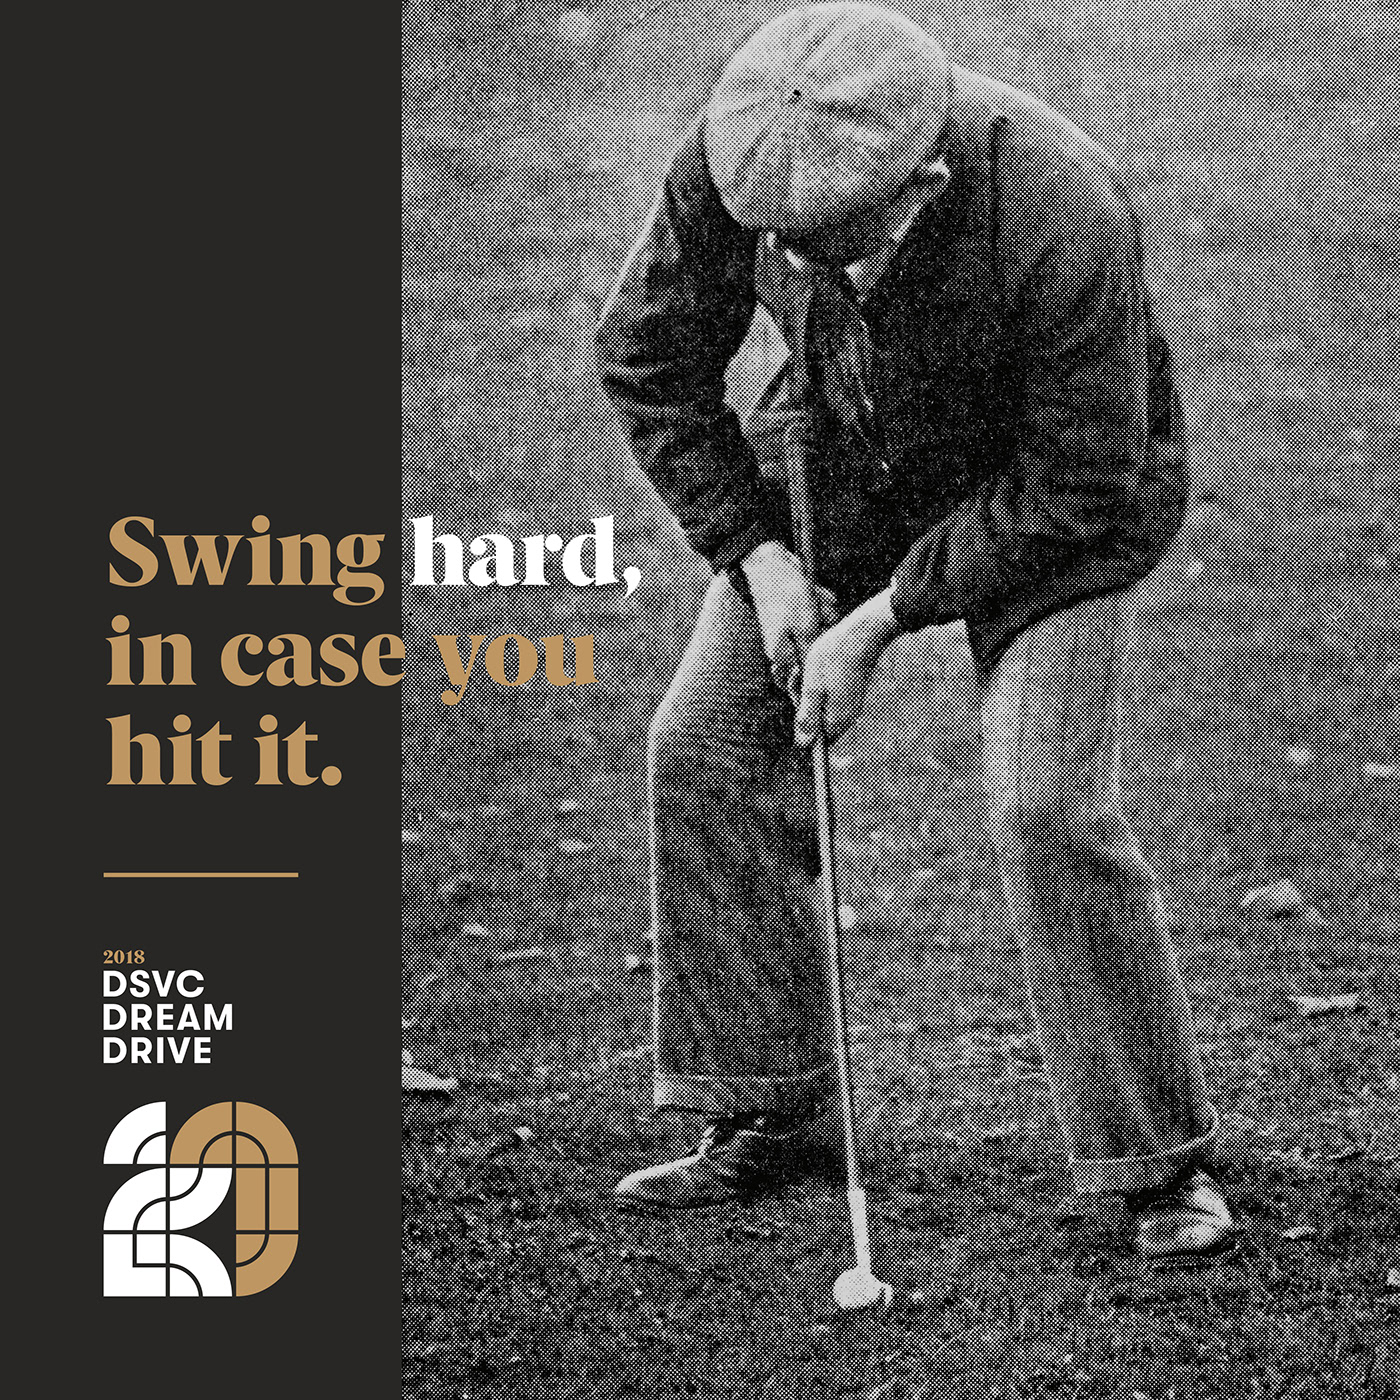 Swing hard,
in case you
hit it.
2018
DSVC
DREAM
DRIVE
20